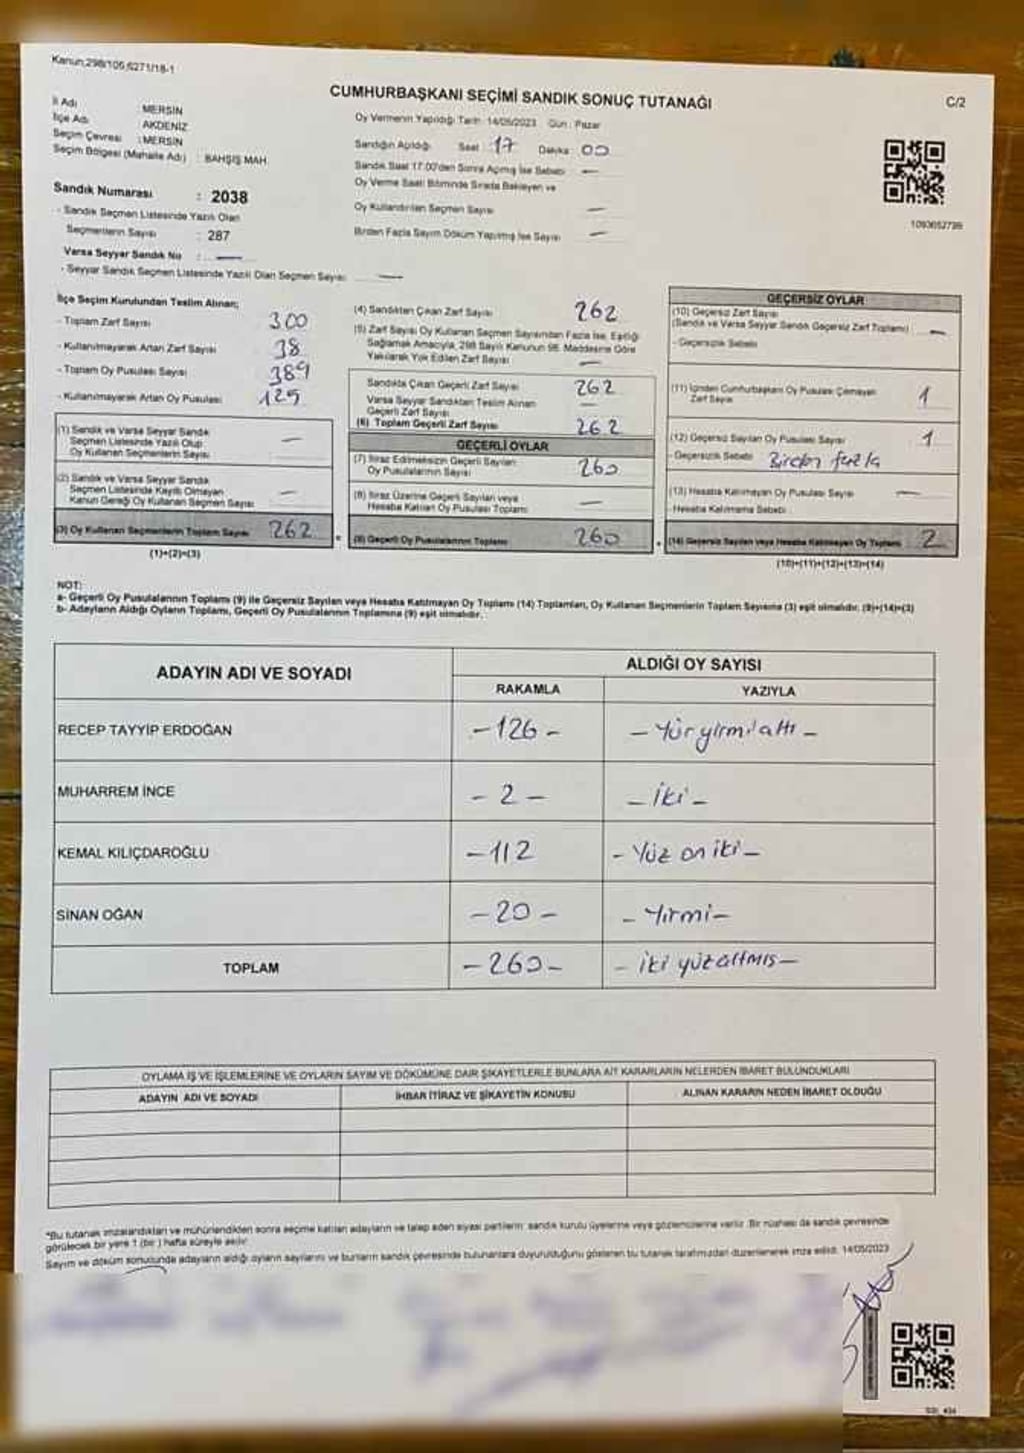 Kanun;298/106,6271/18-1
CUMHURBAŞKANI SEÇİMİ SANDIK SONUÇ TUTANAĞI
C/2
İl Adı MERSİN
İlçe Adı AKDENİZ
Seçim Çevresi : MERSİN
Seçim Bölgesi (Mahalle Adı) : BAHŞİŞ MAH.
Oy Vermenin Yapıldığı Tarih: 14/05/2023 Gün : Pazar
Sandığın Açıldığı Saat 17 Dakika 00
Sandık Saat 17.00'den Sonra Açılmış İse Sebebi —
Oy Verme Saati Bitiminde Sırada Bekleyen ve
Oy Kullandırılan Seçmen Sayısı —
Birden Fazla Sayım Döküm Yapılmış İse Sayısı —
1093652799
Sandık Numarası : 2038
- Sandık Seçmen Listesinde Yazılı Olan
Seçmenlerin Sayısı : 287
Varsa Seyyar Sandık No : —
- Seyyar Sandık Seçmen Listesinde Yazılı Olan Seçmen Sayısı: —
İlçe Seçim Kurulundan Teslim Alınan;
- Toplam Zarf Sayısı 300
- Kullanılmayarak Artan Zarf Sayısı 38
- Toplam Oy Pusulası Sayısı 389
- Kullanılmayarak Artan Oy Pusulası 129
(1) Sandık ve Varsa Seyyar Sandık
Seçmen Listesinde Yazılı Olup
Oy Kullanan Seçmenlerin Sayısı —
(2) Sandık ve Varsa Seyyar Sandık
Seçmen Listesinde Kayıtlı Olmayan
Kanun Gereği Oy Kullanan Seçmen Sayısı —
(3) Oy Kullanan Seçmenlerin Toplam Sayısı 262
(1)+(2)=(3)
(4) Sandıktan Çıkan Zarf Sayısı 262
(5) Zarf Sayısı Oy Kullanan Seçmen Sayısından Fazla İse, Eşitliği
Sağlamak Amacıyla, 298 Sayılı Kanunun 98. Maddesine Göre
Yakılarak Yok Edilen Zarf Sayısı —
Sandıkta Çıkan Geçerli Zarf Sayısı 262
Varsa Seyyar Sandıktan Teslim Alınan
Geçerli Zarf Sayısı —
(6) Toplam Geçerli Zarf Sayısı 262
GEÇERLİ OYLAR
(7) İtiraz Edilmeksizin Geçerli Sayılan
Oy Pusulalarının Sayısı 260
(8) İtiraz Üzerine Geçerli Sayılan veya
Hesaba Katılan Oy Pusulası Toplamı —
(9) Geçerli Oy Pusulalarının Toplamı 260
GEÇERSİZ OYLAR
(10) Geçersiz Zarf Sayısı
(Sandık ve Varsa Seyyar Sandık Geçersiz Zarf Toplamı) —
- Geçersizlik Sebebi
(11) İçinden Cumhurbaşkanı Oy Pusulası Çıkmayan
Zarf Sayısı 1
(12) Geçersiz Sayılan Oy Pusulası Sayısı 1
- Geçersizlik Sebebi Birden fazla
(13) Hesaba Katılmayan Oy Pusulası Sayısı —
- Hesaba Katılmama Sebebi
(14) Geçersiz Sayılan veya Hesaba Katılmayan Oy Toplamı 2
(10)+(11)+(12)+(13)=(14)
NOT:
a- Geçerli Oy Pusulalarının Toplamı (9) ile Geçersiz Sayılan veya Hesaba Katılmayan Oy Toplamı (14) Toplamları, Oy Kullanan Seçmenlerin Toplam Sayısına (3) eşit olmalıdır. (9)+(14)=(3)
b- Adayların Aldığı Oyların Toplamı, Geçerli Oy Pusulalarının Toplamına (9) eşit olmalıdır.
ADAYIN ADI VE SOYADI
ALDIĞI OY SAYISI
RAKAMLA YAZIYLA
RECEP TAYYİP ERDOĞAN -126- - Yüzyirmialtı -
MUHARREM İNCE - 2 - - İki -
KEMAL KILIÇDAROĞLU -112 - Yüz on iki -
SİNAN OĞAN -20- - Yirmi -
TOPLAM -260- - iki yüzaltmış -
OYLAMA İŞ VE İŞLEMLERİNE VE OYLARIN SAYIM VE DÖKÜMÜNE DAİR ŞİKAYETLERLE BUNLARA AİT KARARLARIN NELERDEN İBARET BULUNDUKLARI
ADAYIN ADI VE SOYADI İHBAR İTİRAZ VE ŞİKAYETİN KONUSU ALINAN KARARIN NEDEN İBARET OLDUĞU
*Bu tutanak imzalandıktan ve mühürlendikten sonra seçime katılan adayların ve talep eden siyasi partilerin sandık kurulu üyelerine veya gözlemcilerine verilir. Bir nüshası da sandık çevresinde
görülecek bir yere 1 (bir) hafta süreyle asılır.
Sayım ve döküm sonucunda adayların aldığı oyların sayılarını ve bunların sandık çevresinde bulunanlara duyurulduğunu gösteren bu tutanak tarafımızdan düzenlenerek imza edildi. 14/05/2023